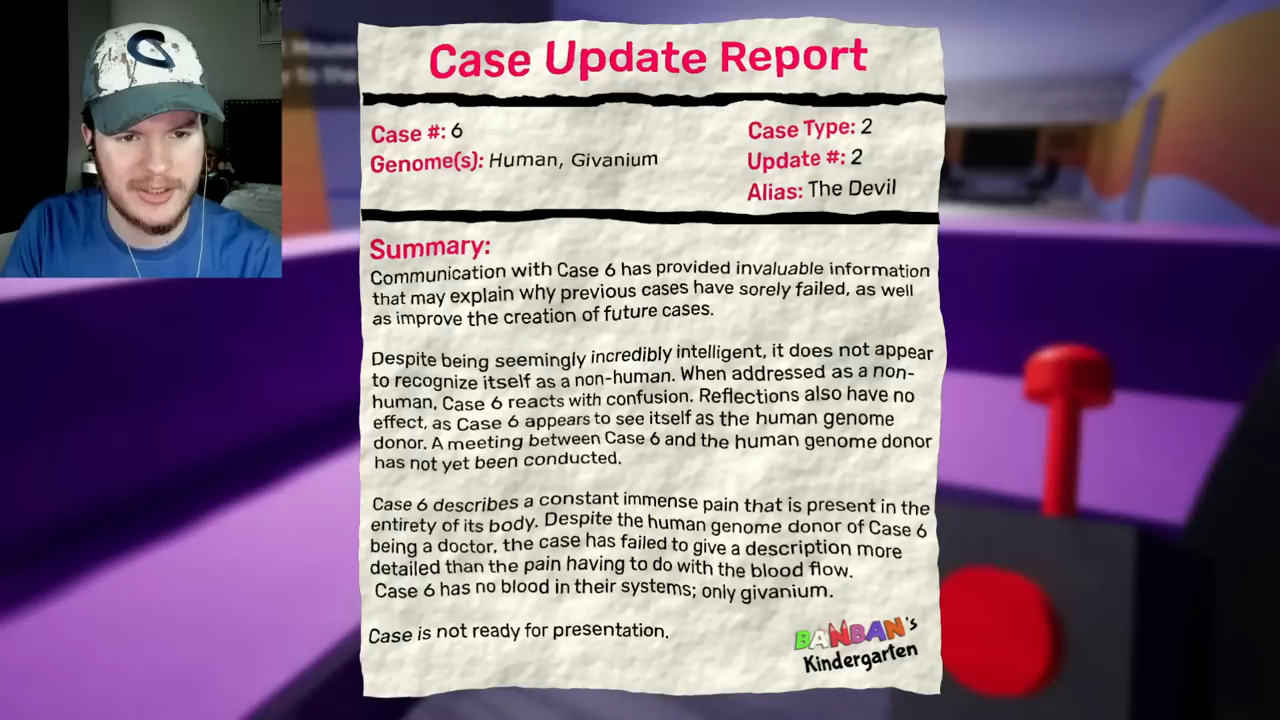 Case Update Report
Case #: 6
Genome(s): Human, Givanium
Case Type: 2
Update #: 2
Alias: The Devil
Summary:
Communication with Case 6 has provided invaluable information
that may explain why previous cases have sorely failed, as well
as improve the creation of future cases.
Despite being seemingly incredibly intelligent, it does not appear
to recognize itself as a non-human. When addressed as a non-
human, Case 6 reacts with confusion. Reflections also have no
effect, as Case 6 appears to see itself as the human genome
donor. A meeting between Case 6 and the human genome donor
has not yet been conducted.
Case 6 describes a constant immense pain that is present in the
entirety of its body. Despite the human genome donor of Case 6
being a doctor, the case has failed to give a description more
detailed than the pain having to do with the blood flow.
Case 6 has no blood in their systems; only givanium.
Case is not ready for presentation.
BANBAN's
Kindergarten